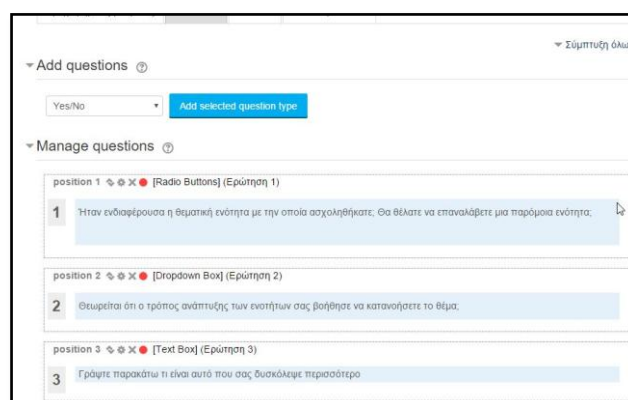 Σύμπτυξη όλω
Add questions
Yes/No Add selected question type
Manage questions
position 1 [Radio Buttons] (Ερώτηση 1)
1 Ήταν ενδιαφέρουσα η θεματική ενότητα με την οποία ασχοληθήκατε; Θα θέλατε να επαναλάβετε μια παρόμοια ενότητα;
position 2 [Dropdown Box] (Ερώτηση 2)
2 Θεωρείται ότι ο τρόπος ανάπτυξης των ενοτήτων σας βοήθησε να κατανοήσετε το θέμα;
position 3 [Text Box] (Ερώτηση 3)
3 Γράψτε παρακάτω τι είναι αυτό που σας δυσκόλεψε περισσότερο